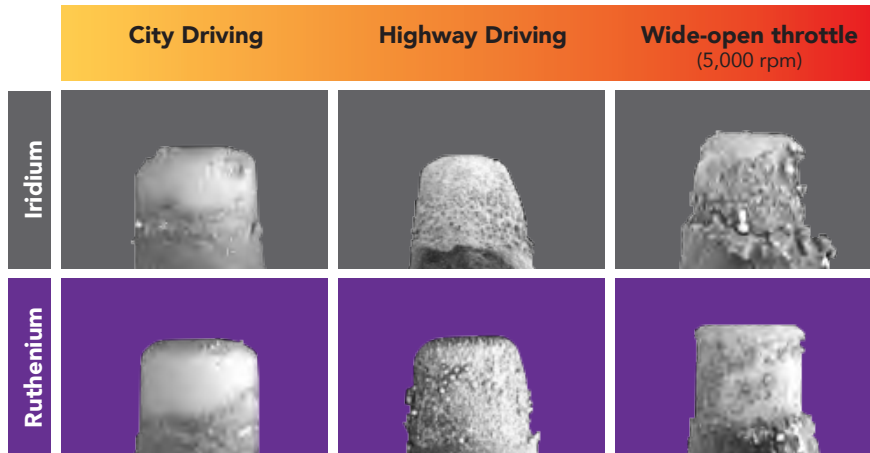 City Driving
Highway Driving
Wide-open throttle
(5,000 rpm)
Iridium
Ruthenium